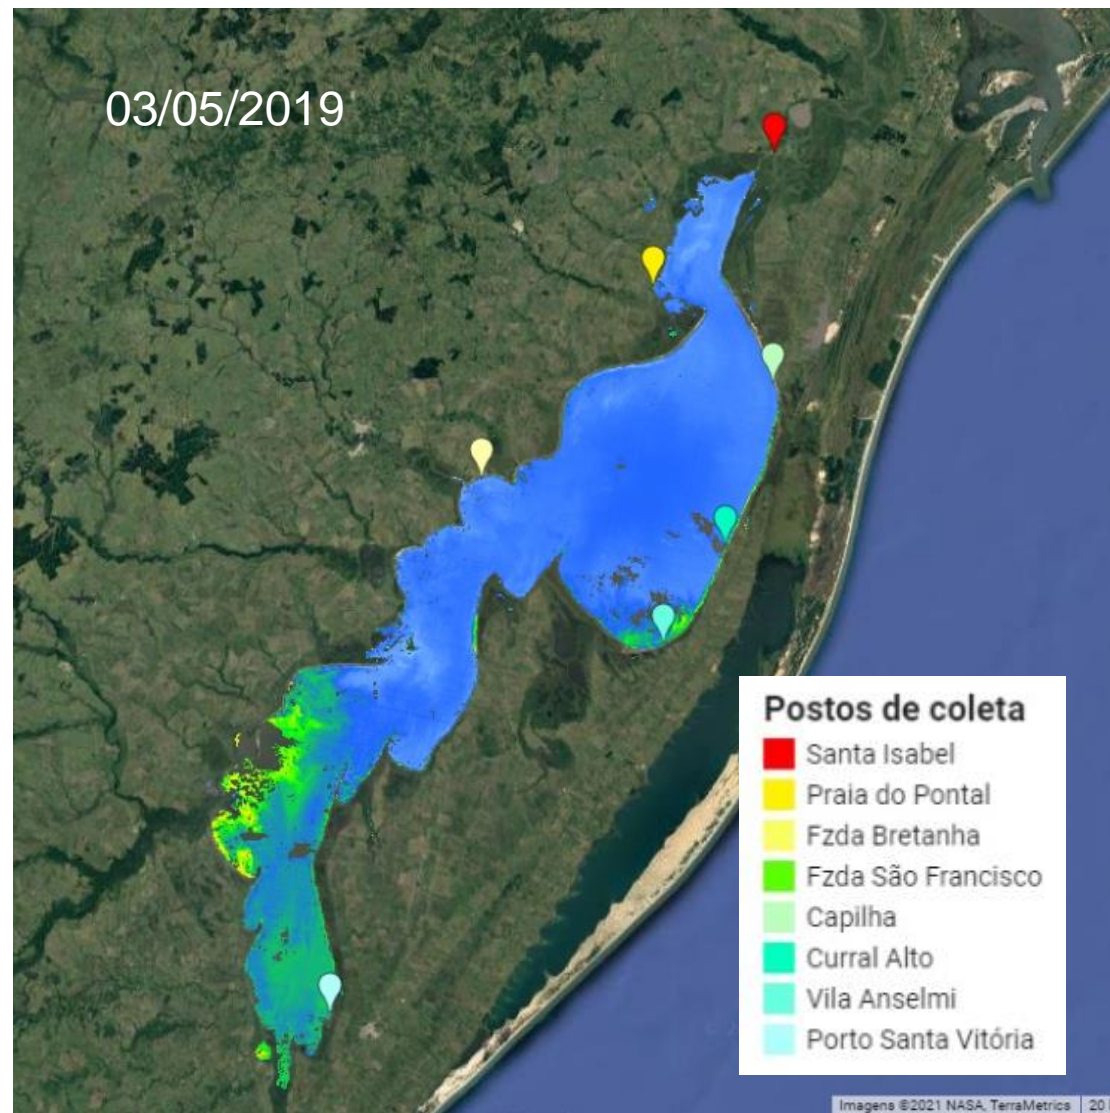 03/05/2019
Postos de coleta
Santa Isabel
Praia do Pontal
Fzda Bretanha
Fzda São Francisco
Capilha
Curral Alto
Vila Anselmi
Porto Santa Vitória
Imagens ©2021 NASA, TerraMetrics 20